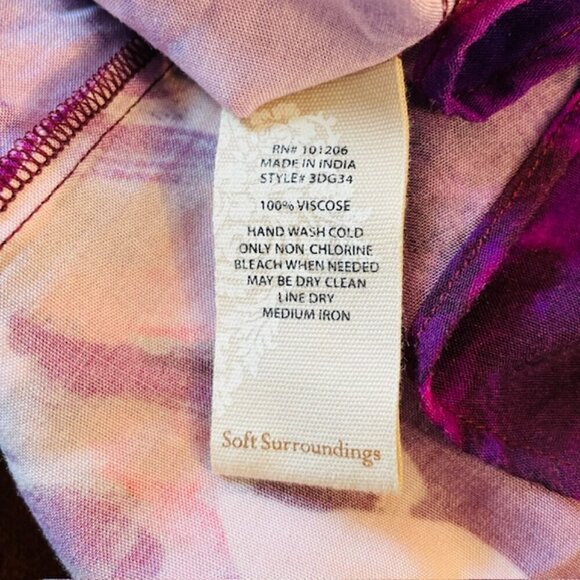 RN# 101206
MADE IN INDIA
STYLE# 3DG34
100% VISCOSE
HAND WASH COLD
ONLY NON-CHLORINE
BLEACH WHEN NEEDED
MAY BE DRY CLEAN
LINE DRY
MEDIUM IRON
Soft Surroundings